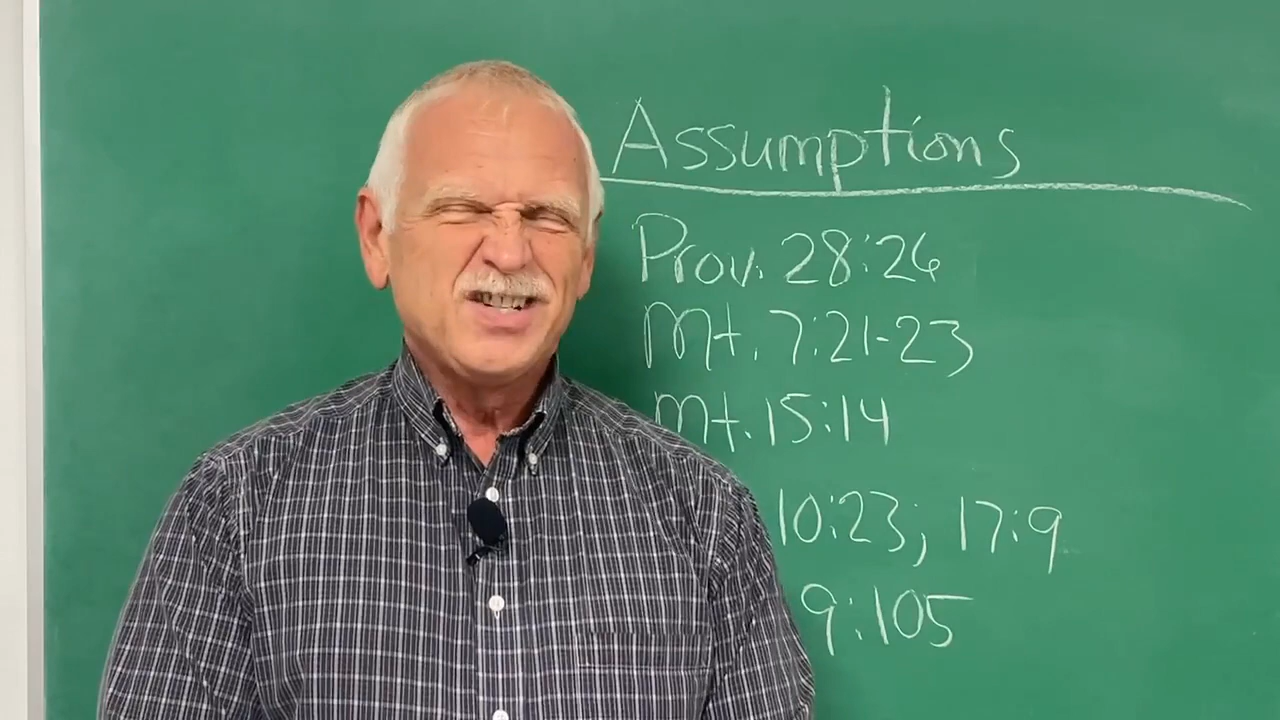 Assumptions
Prov. 28:26
Mt. 7:21-23
Mt. 15:14
10:23; 17:9
9:105